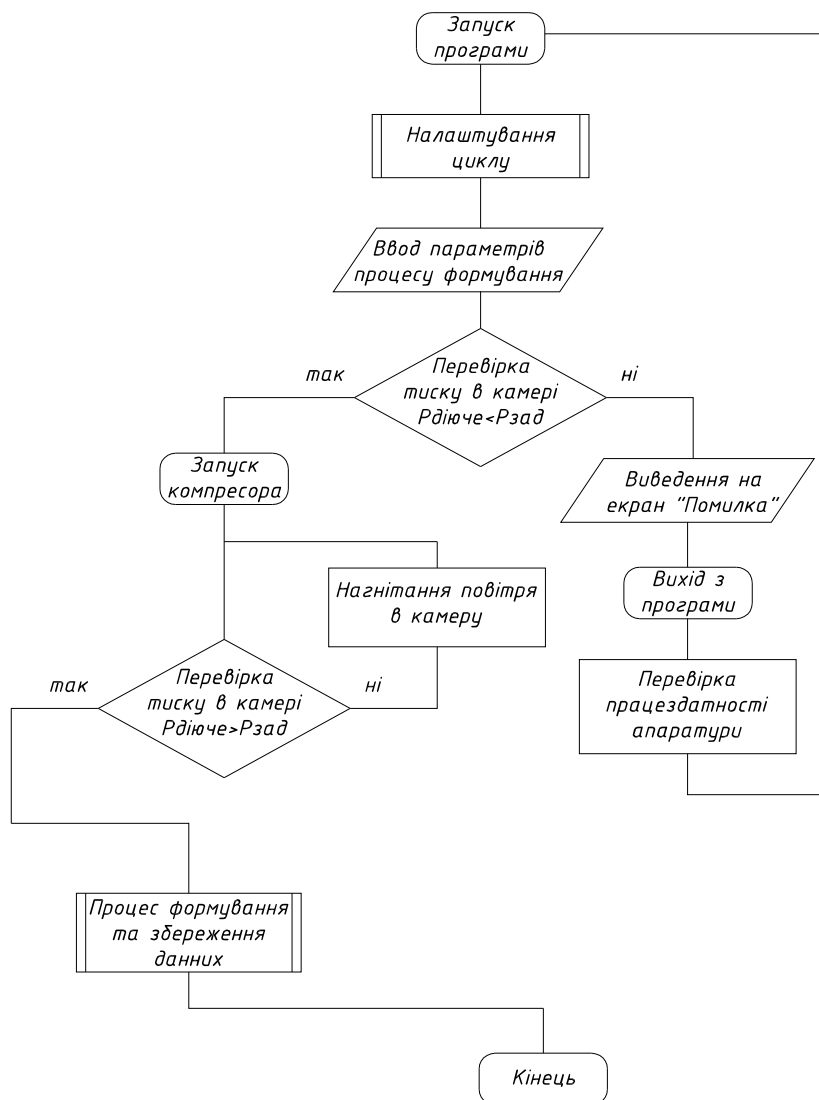 Запуск
програми
Налаштування
циклу
Ввод параметрів
процесу формування
Перевірка
тиску в камері
Рдіюче<Рзад
так
ні
Запуск
компресора
Виведення на
екран "Помилка"
Нагнітання повітря
в камеру
Вихід з
програми
Перевірка
тиску в камері
Рдіюче>Рзад
так
ні
Перевірка
працездатності
апаратури
Процес формування
та збереження
данних
Кінець